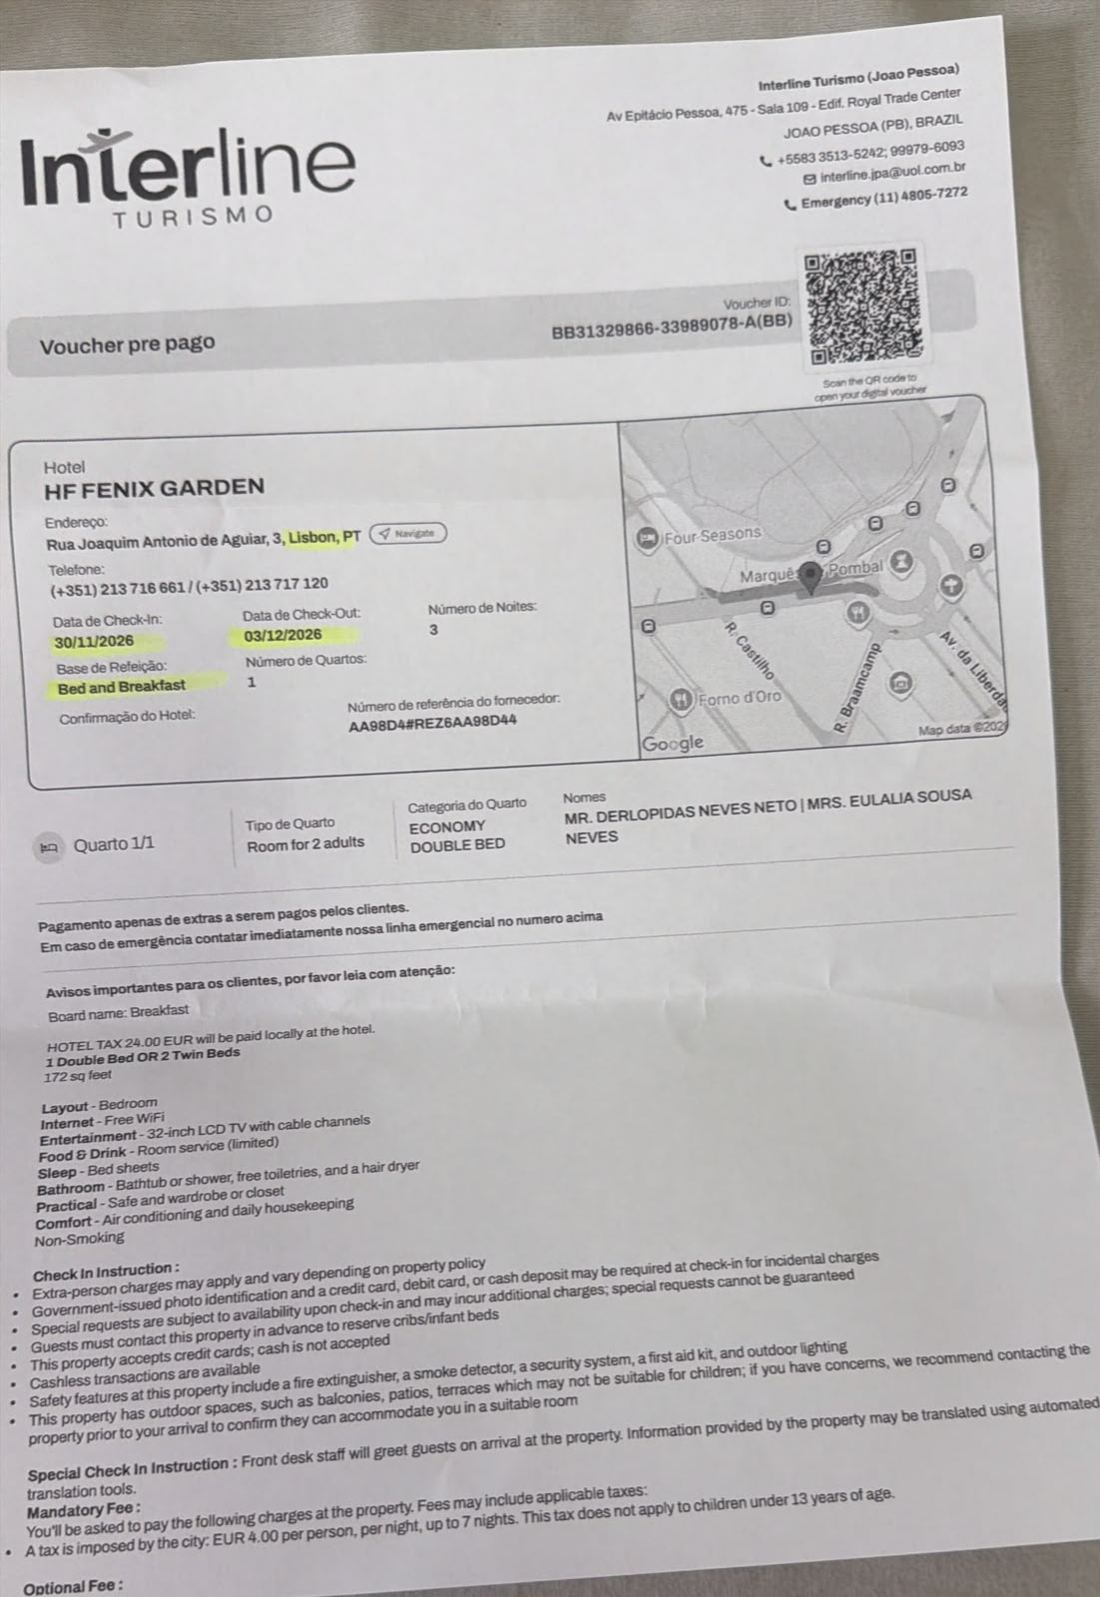 Interline
TURISMO
Interline Turismo (Joao Pessoa)
Av Epitácio Pessoa, 475 - Sala 109 - Edif. Royal Trade Center
JOAO PESSOA (PB), BRAZIL
+5583 3513-5242; 99979-6093
interline.jpa@uol.com.br
Emergency (11) 4805-7272
Voucher pre pago
Voucher ID:
BB31329866-33989078-A(BB)
Scan the QR code to
open your digital voucher
Hotel
HF FENIX GARDEN
Endereço:
Rua Joaquim Antonio de Aguiar, 3, Lisbon, PT
Navigate
Telefone:
(+351) 213 716 661 / (+351) 213 717 120
Data de Check-In:
30/11/2026
Data de Check-Out:
03/12/2026
Número de Noites:
3
Base de Refeição:
Bed and Breakfast
Número de Quartos:
1
Confirmação do Hotel:
Número de referência do fornecedor:
AA98D4#REZ6AA98D44
Four Seasons
Marquê
Pombal
R. Castilho
R. Braamcamp
Av. da Liberda
Forno d'Oro
Google
Map data ©202
Quarto 1/1
Tipo de Quarto
Room for 2 adults
Categoria do Quarto
ECONOMY
DOUBLE BED
Nomes
MR. DERLOPIDAS NEVES NETO | MRS. EULALIA SOUSA
NEVES
Pagamento apenas de extras a serem pagos pelos clientes.
Em caso de emergência contatar imediatamente nossa linha emergencial no numero acima
Avisos importantes para os clientes, por favor leia com atenção:
Board name: Breakfast
HOTEL TAX 24.00 EUR will be paid locally at the hotel.
1 Double Bed OR 2 Twin Beds
172 sq feet
Layout - Bedroom
Internet - Free WiFi
Entertainment - 32-inch LCD TV with cable channels
Food & Drink - Room service (limited)
Sleep - Bed sheets
Bathroom - Bathtub or shower, free toiletries, and a hair dryer
Practical - Safe and wardrobe or closet
Comfort - Air conditioning and daily housekeeping
Non-Smoking
Check In Instruction :
• Extra-person charges may apply and vary depending on property policy
• Government-issued photo identification and a credit card, debit card, or cash deposit may be required at check-in for incidental charges
• Special requests are subject to availability upon check-in and may incur additional charges; special requests cannot be guaranteed
• Guests must contact this property in advance to reserve cribs/infant beds
• This property accepts credit cards; cash is not accepted
• Cashless transactions are available
• Safety features at this property include a fire extinguisher, a smoke detector, a security system, a first aid kit, and outdoor lighting
• This property has outdoor spaces, such as balconies, patios, terraces which may not be suitable for children; if you have concerns, we recommend contacting the
property prior to your arrival to confirm they can accommodate you in a suitable room
Special Check In Instruction : Front desk staff will greet guests on arrival at the property. Information provided by the property may be translated using automated
translation tools.
Mandatory Fee :
You'll be asked to pay the following charges at the property. Fees may include applicable taxes:
• A tax is imposed by the city: EUR 4.00 per person, per night, up to 7 nights. This tax does not apply to children under 13 years of age.
Optional Fee :